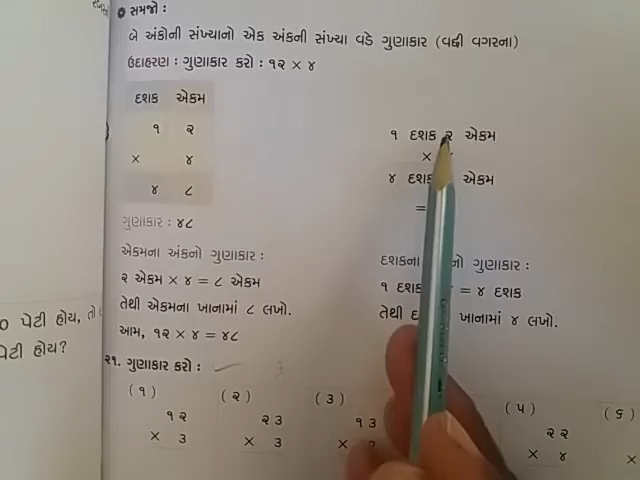 સમજો :
બે અંકોની સંખ્યાનો એક અંકની સંખ્યા વડે ગુણાકાર (વદ્દી વગરના)
ઉદાહરણ : ગુણાકાર કરો : ૧૨ × ૪
દશક એકમ
૧ ૨
× ૪
૪ ૮
ગુણાકાર : ૪૮
એકમના અંકનો ગુણાકાર :
૨ એકમ × ૪ = ૮ એકમ
તેથી એકમના ખાનામાં ૮ લખો.
આમ, ૧૨ × ૪ = ૪૮
૧ દશક ૨ એકમ
×
૪ દશક એકમ
=
ગુણાકાર :
૧ દશક = ૪ દશક
તેથી ખાનામાં ૪ લખો.
પેટી હોય, તો
પેટી હોય?
૨૧. ગુણાકાર કરો :
(૧)
૧૨
× ૩
(૨)
૨૩
× ૩
(૩)
૧૩
×
(૫)
૨૨
× ૪
(૬)
×